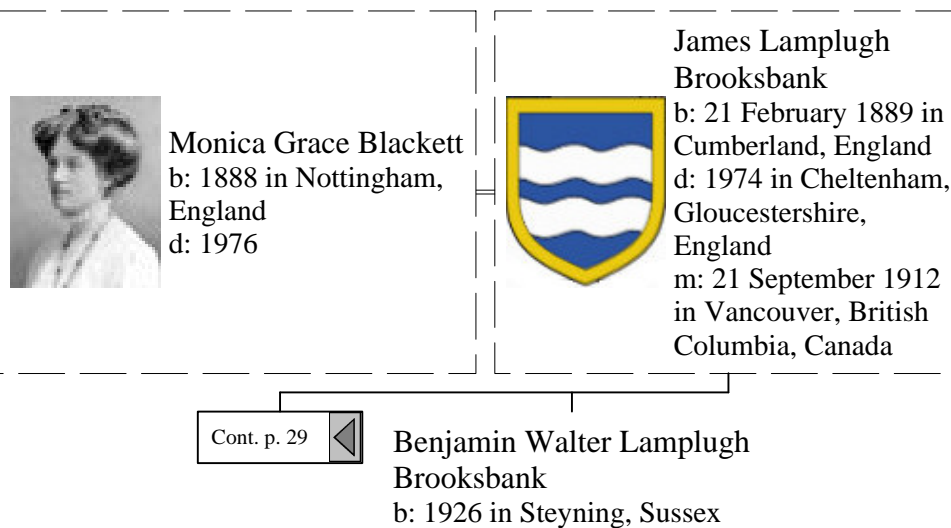 Monica Grace Blackett
b: 1888 in Nottingham,
England
d: 1976
James Lamplugh
Brooksbank
b: 21 February 1889 in
Cumberland, England
d: 1974 in Cheltenham,
Gloucestershire,
England
m: 21 September 1912
in Vancouver, British
Columbia, Canada
Cont. p. 29
Benjamin Walter Lamplugh
Brooksbank
b: 1926 in Steyning, Sussex